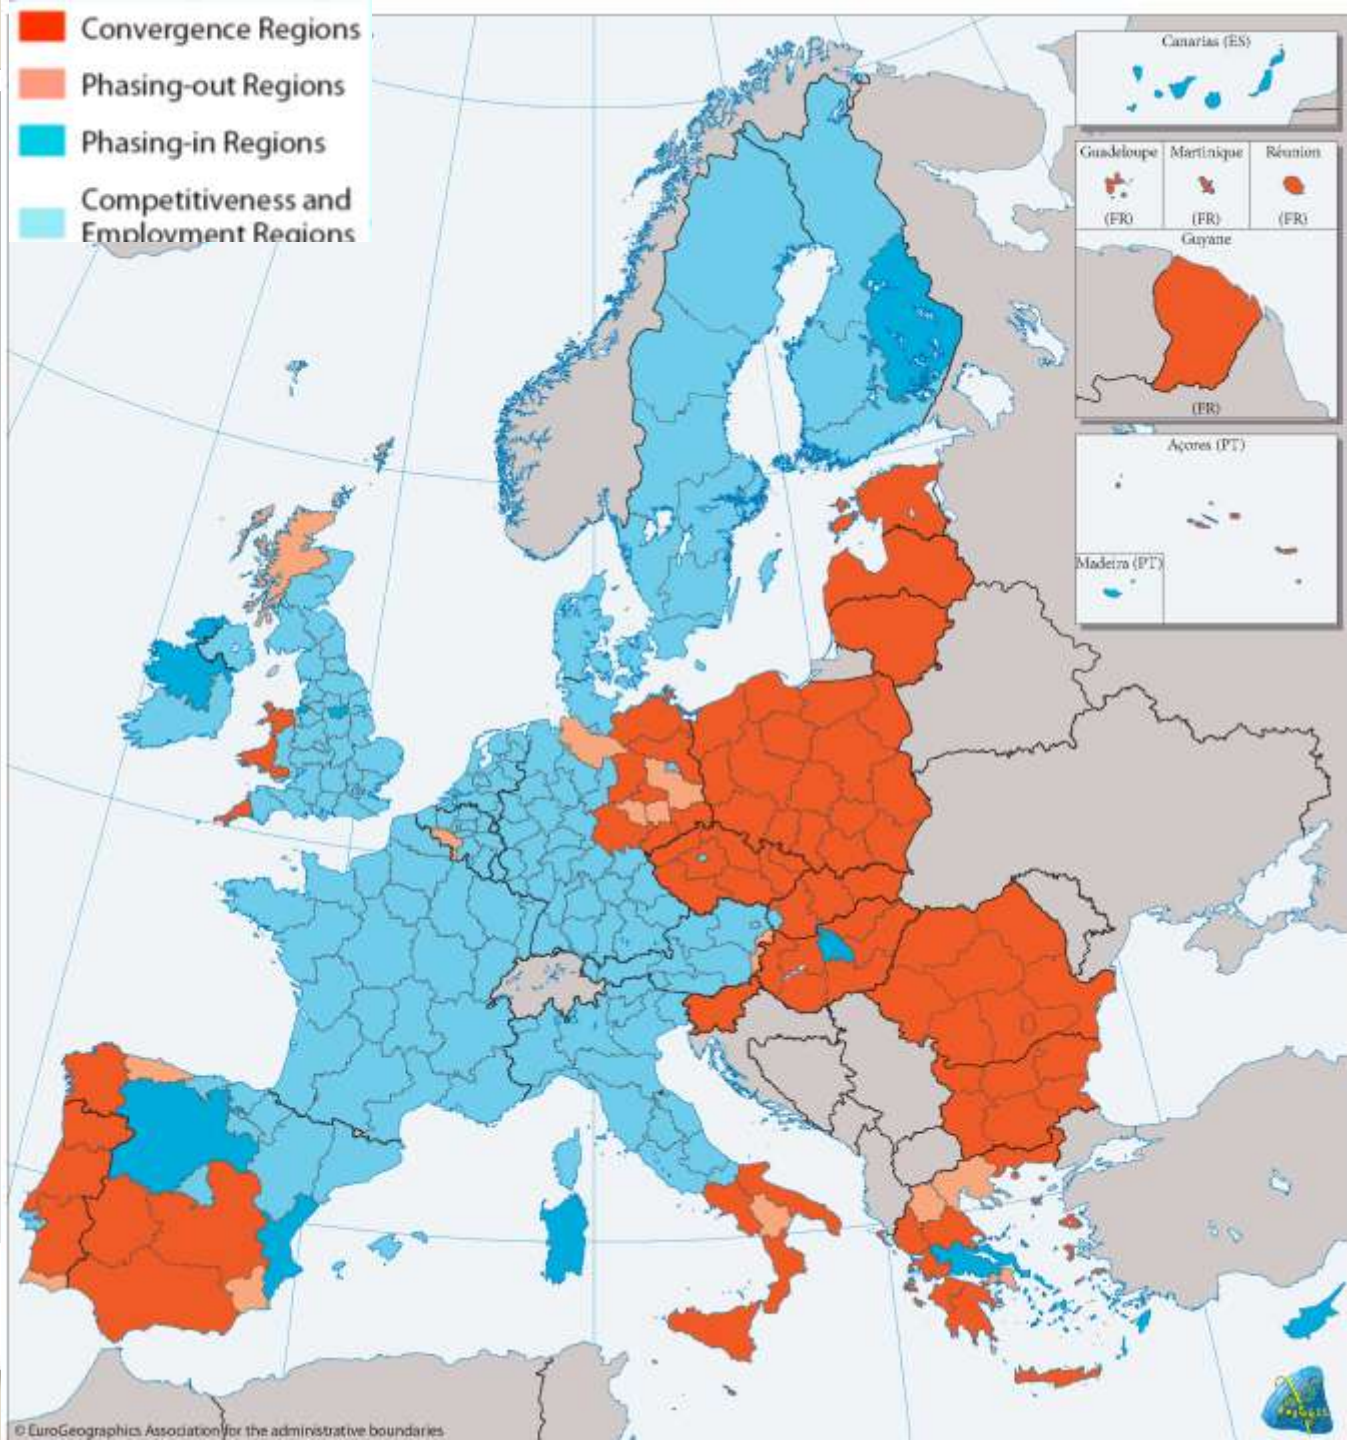 Convergence Regions
Phasing-out Regions
Phasing-in Regions
Competitiveness and
Employment Regions
Canarias (ES)
Guadeloupe
Martinique
Réunion
(FR)
(FR)
(FR)
Guyane
(FR)
Açores (PT)
Madeira (PT)
© EuroGeographics Association for the administrative boundaries